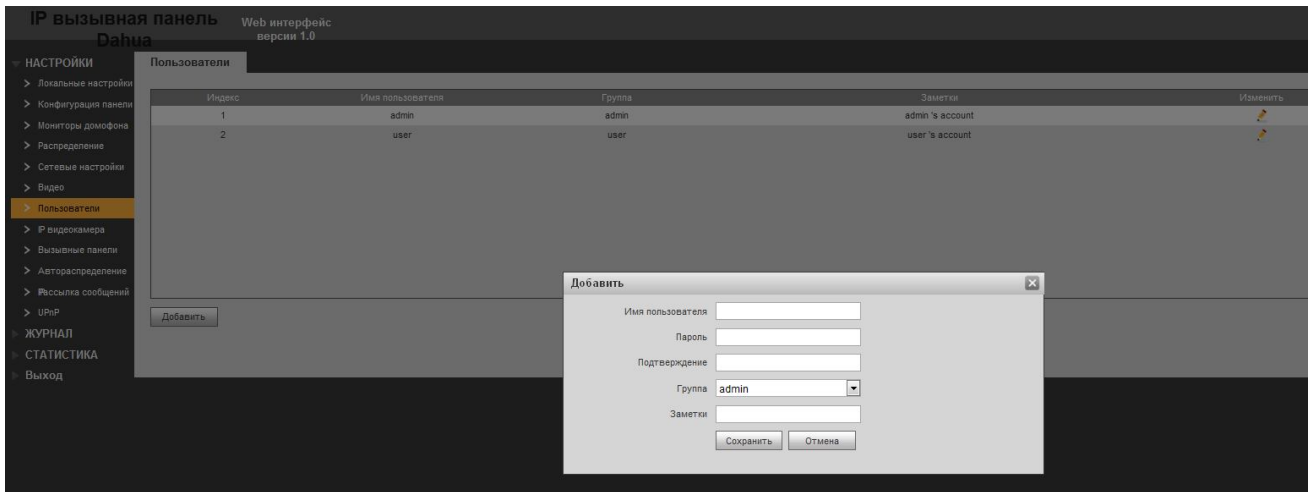 IP вызывная панель
Dahua
Web интерфейс
версии 1.0
НАСТРОЙКИ
Локальные настройки
Конфигурация панели
Мониторы домофона
Распределение
Сетевые настройки
Видео
Пользователи
IP видеокамера
Вызывные панели
Автораспределение
Рассылка сообщений
UPnP
ЖУРНАЛ
СТАТИСТИКА
Выход
Пользователи
Индекс Имя пользователя Группа Заметки Изменить
1 admin admin admin 's account
2 user user user 's account
Добавить
Добавить
Имя пользователя
Пароль
Подтверждение
Группа admin
Заметки
Сохранить Отмена